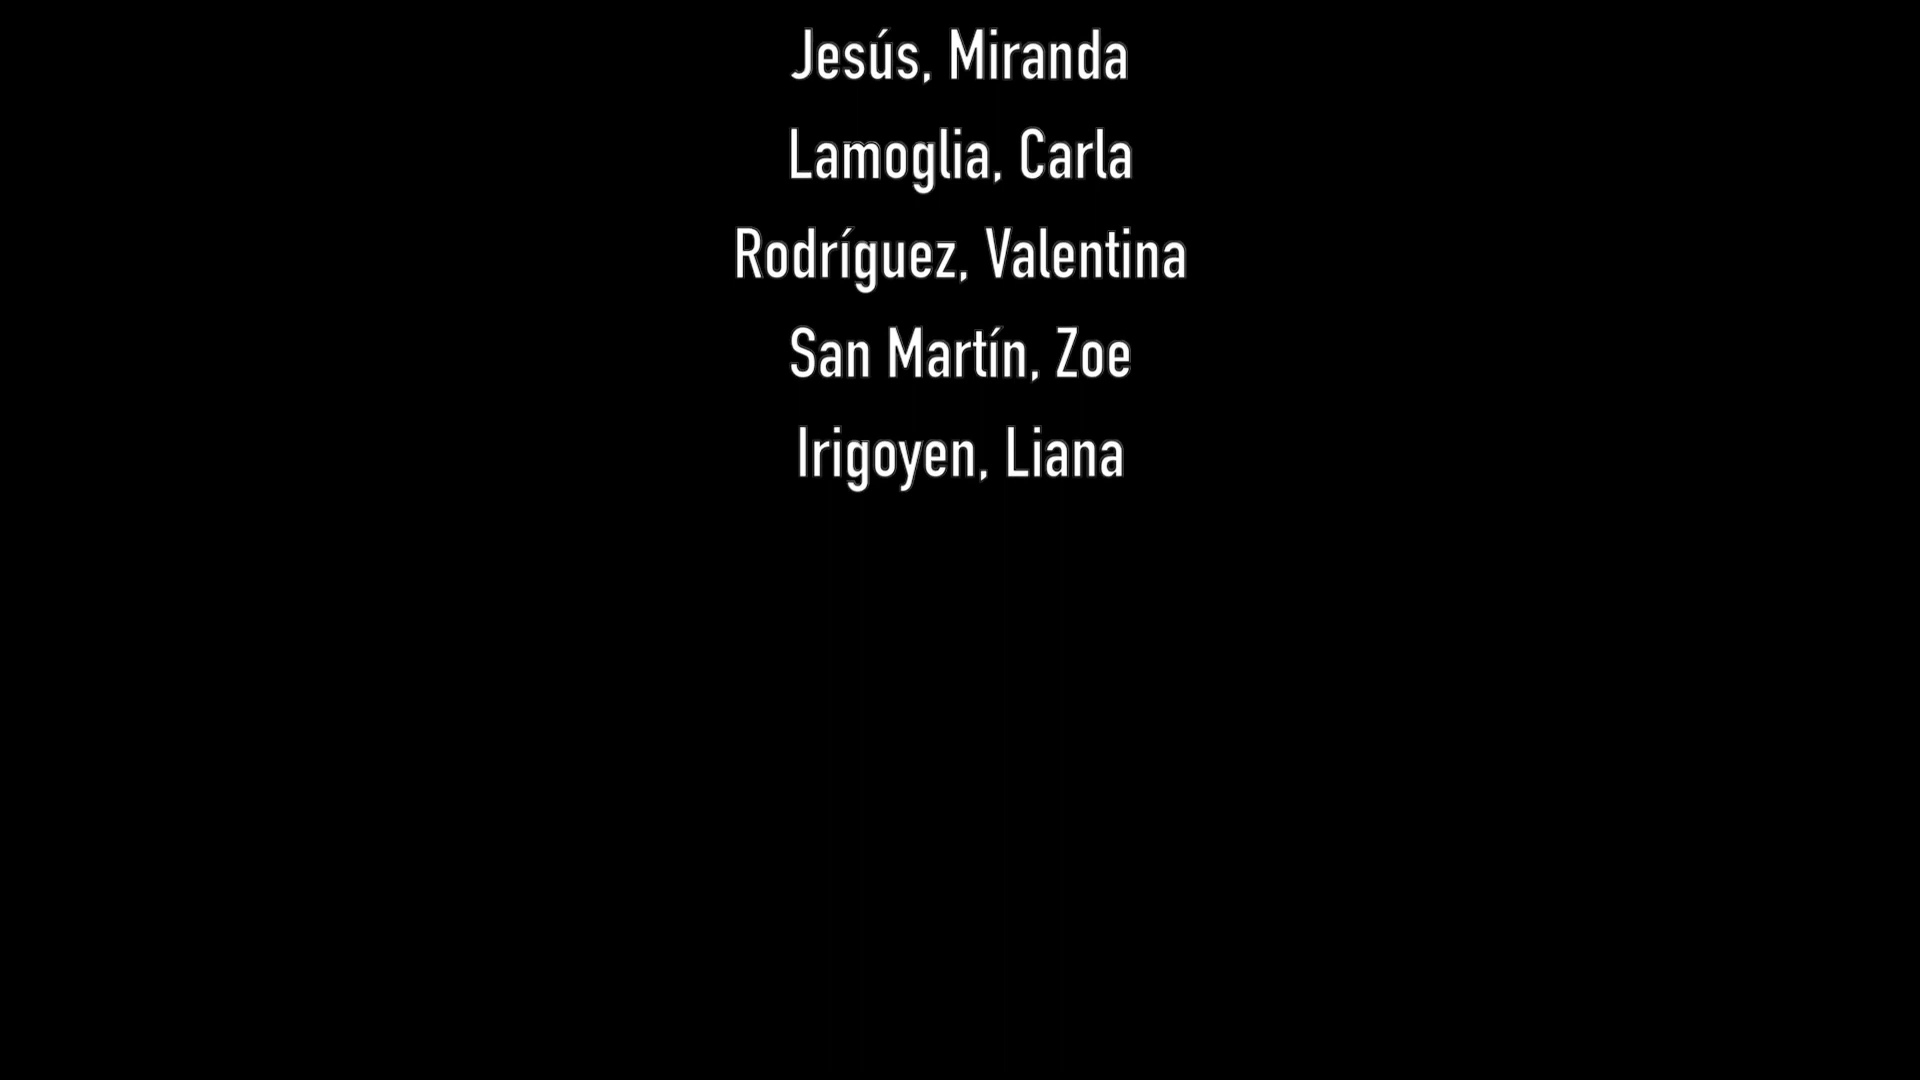 Jesús, Miranda
Lamoglia, Carla
Rodríguez, Valentina
San Martín, Zoe
Irigoyen, Liana